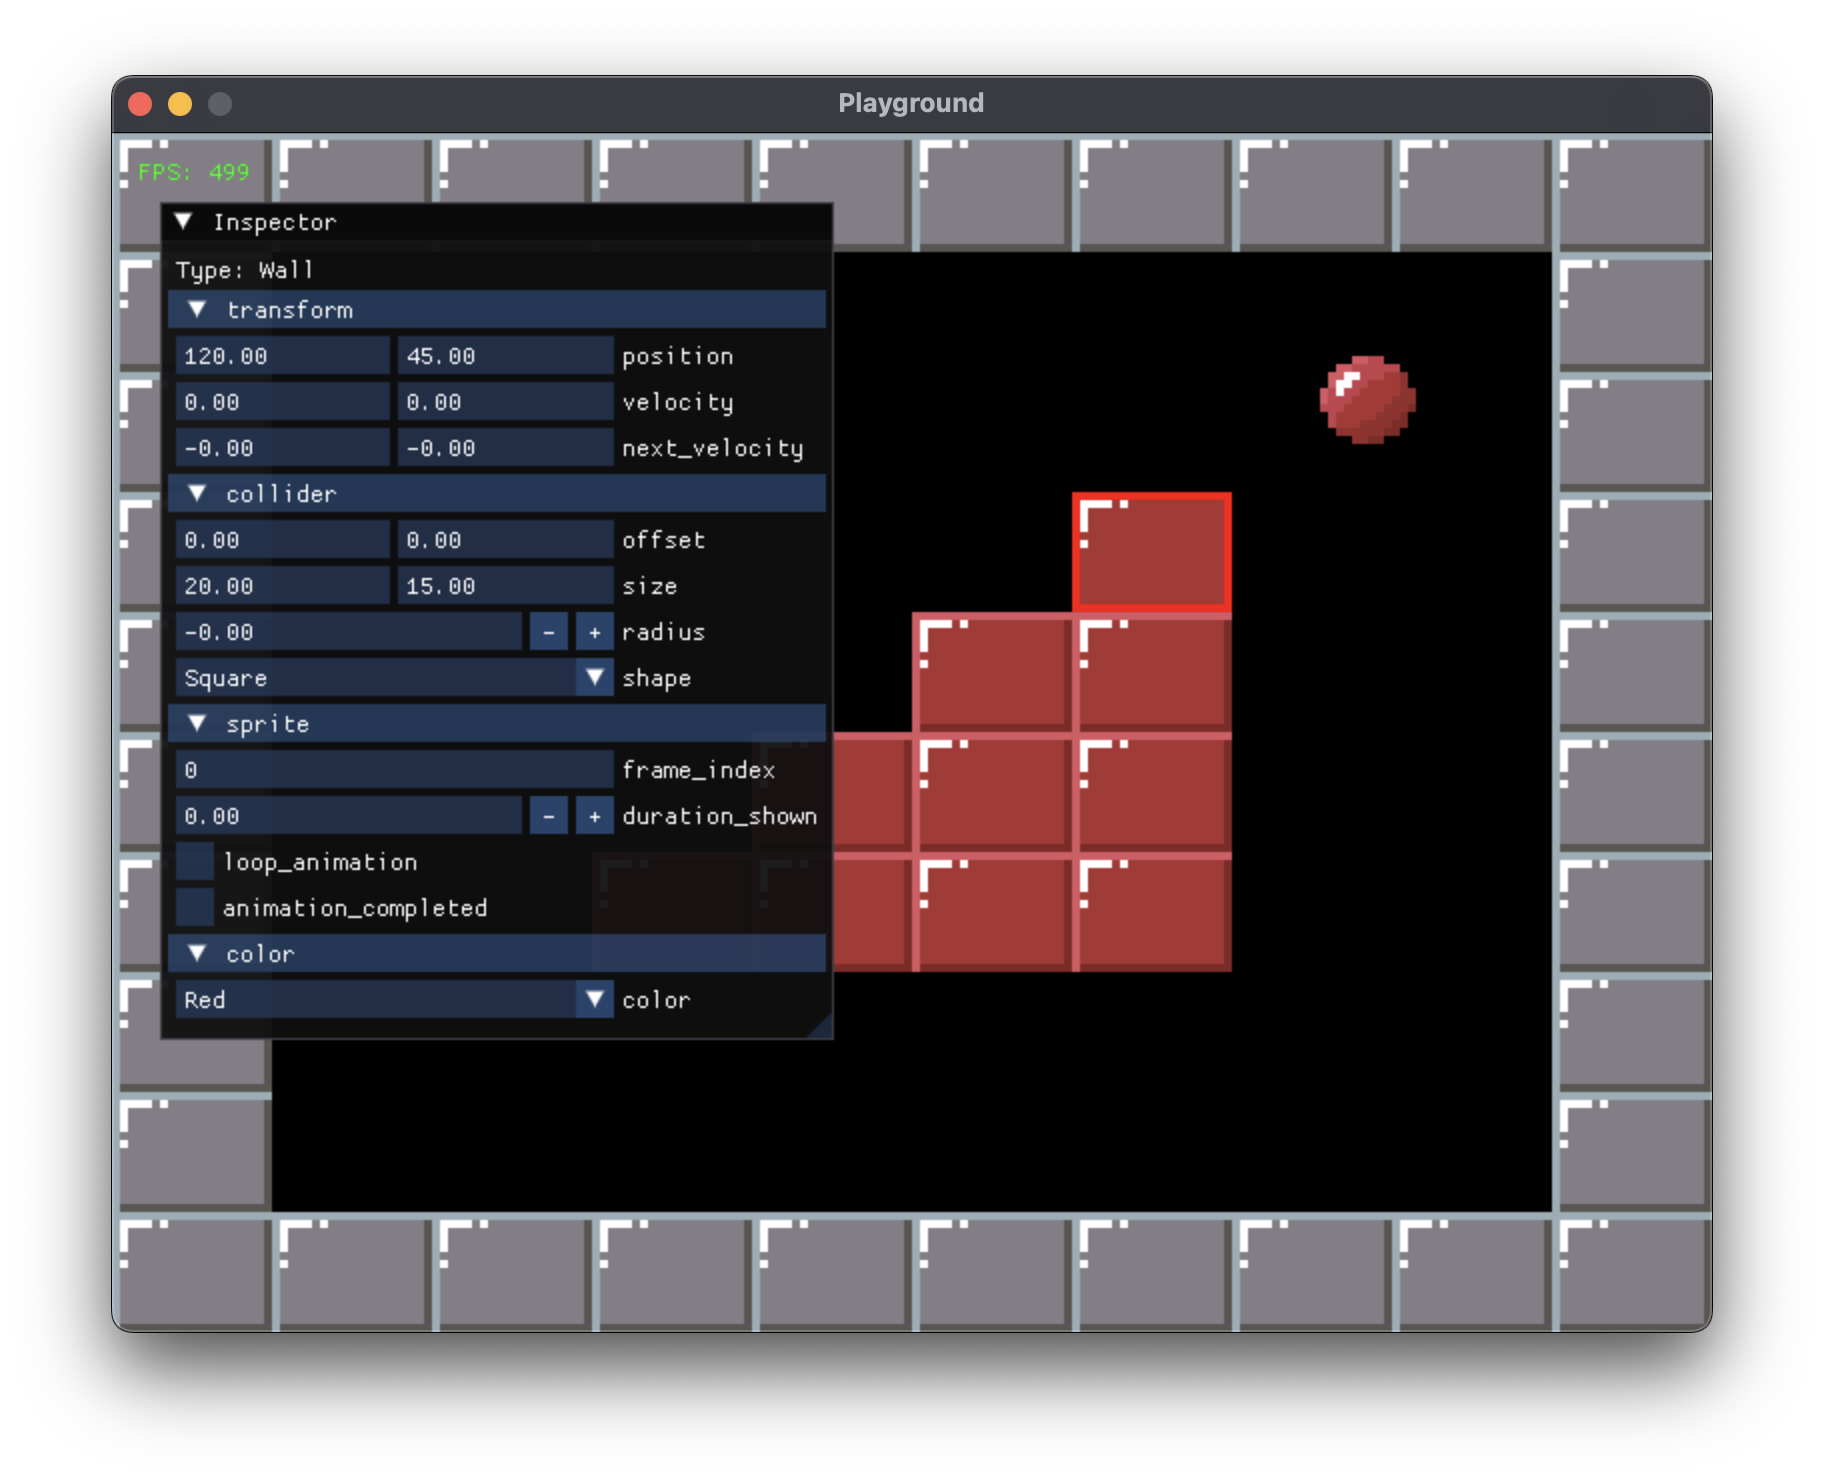 Playground
FPS: 499
Inspector
Type: Wall
transform
120.00 45.00 position
0.00 0.00 velocity
-0.00 -0.00 next_velocity
collider
0.00 0.00 offset
20.00 15.00 size
-0.00 - + radius
Square shape
sprite
0 frame_index
0.00 - + duration_shown
loop_animation
animation_completed
color
Red color